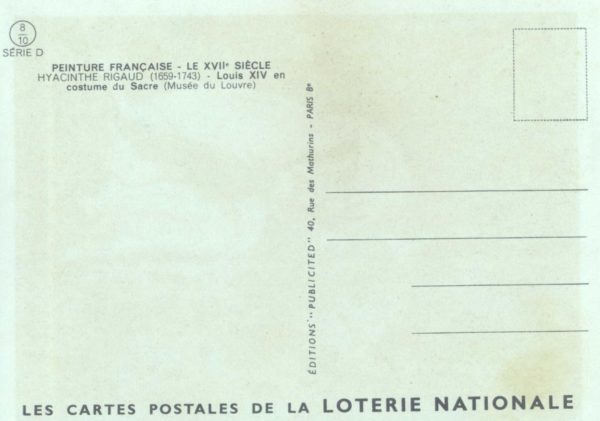 8
10
SÉRIE D
PEINTURE FRANÇAISE - LE XVIIe SIÈCLE
HYACINTHE RIGAUD (1659-1743) - Louis XIV en
costume du Sacre (Musée du Louvre)
ÉDITIONS "PUBLICITED" 40, Rue des Mathurins - PARIS 8e
LES CARTES POSTALES DE LA LOTERIE NATIONALE